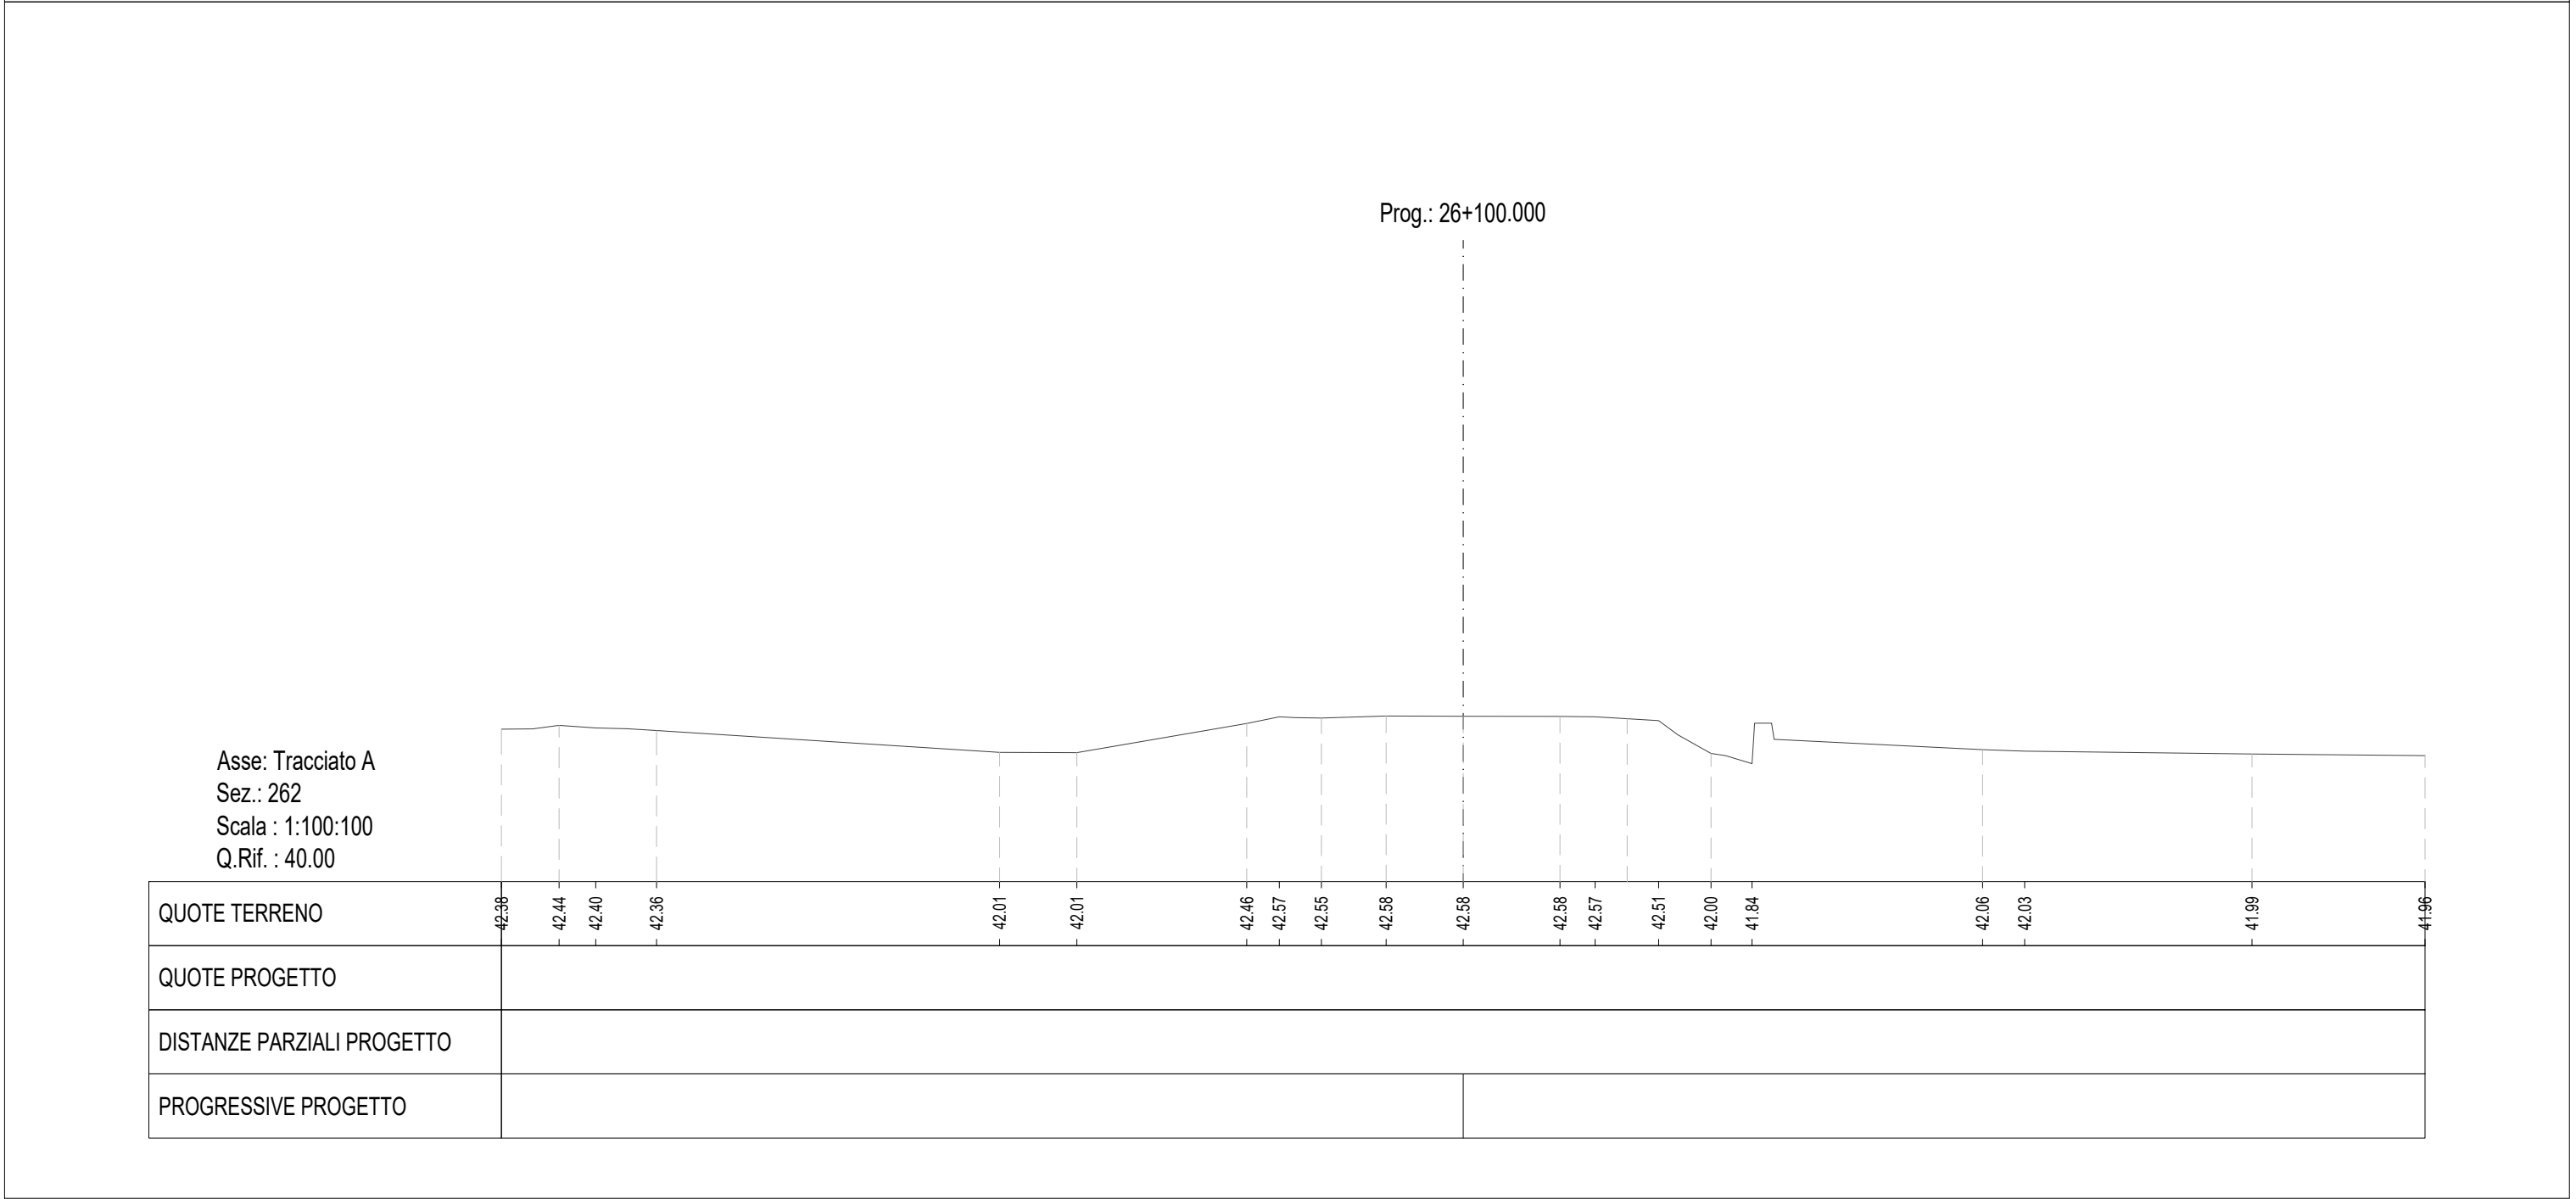 Prog.: 26+100.000
Asse: Tracciato A
Sez.: 262
Scala : 1:100:100
Q.Rif. : 40.00
QUOTE TERRENO
42.38
42.44
42.40
42.36
42.01
42.01
42.46
42.57
42.55
42.58
42.58
42.58
42.57
42.51
42.00
41.84
42.06
42.03
41.99
41.96
QUOTE PROGETTO
DISTANZE PARZIALI PROGETTO
PROGRESSIVE PROGETTO